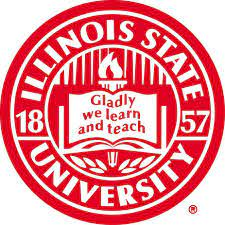 ILLINOIS STATE
Gladly
we learn
and teach
18 57
UNIVERSITY
®